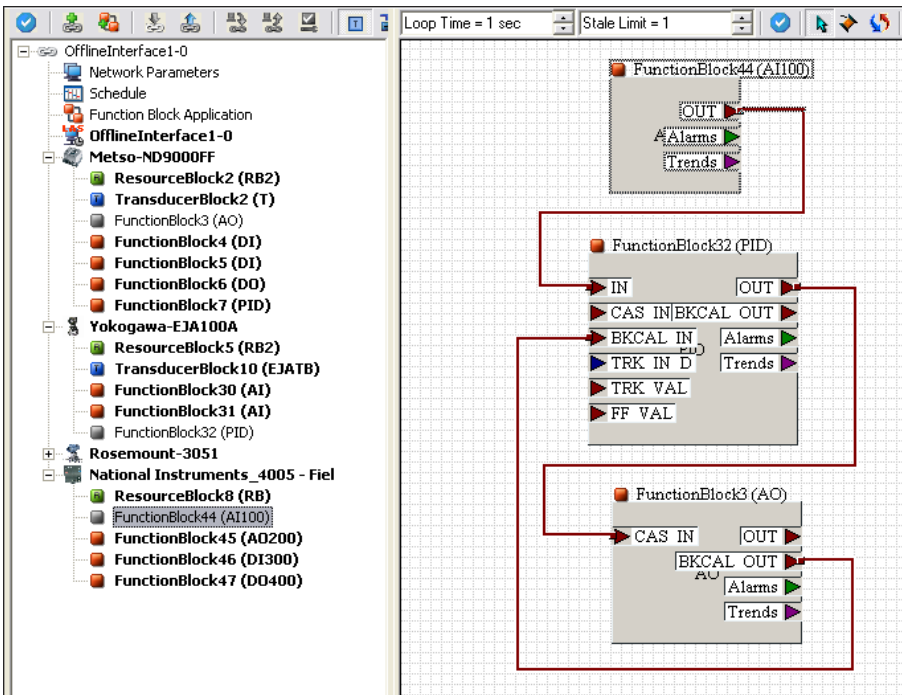 Loop Time = 1 sec
Stale Limit = 1
OfflineInterface1-0
Network Parameters
Schedule
Function Block Application
OfflineInterface1-0
Metso-ND9000FF
ResourceBlock2 (RB2)
TransducerBlock2 (T)
FunctionBlock3 (AO)
FunctionBlock4 (DI)
FunctionBlock5 (DI)
FunctionBlock6 (DO)
FunctionBlock7 (PID)
Yokogawa-EJA100A
ResourceBlock5 (RB2)
TransducerBlock10 (EJATB)
FunctionBlock30 (AI)
FunctionBlock31 (AI)
FunctionBlock32 (PID)
Rosemount-3051
National Instruments_4005 - Fiel
ResourceBlock8 (RB)
FunctionBlock44 (AI100)
FunctionBlock45 (AO200)
FunctionBlock46 (DI300)
FunctionBlock47 (DO400)
FunctionBlock44 (AI100)
OUT
Alarms
Trends
FunctionBlock32 (PID)
IN OUT
CAS IN BKCAL OUT
BKCAL IN Alarms
TRK IN D Trends
TRK VAL
FF VAL
FunctionBlock3 (AO)
CAS IN OUT
BKCAL OUT
AO
Alarms
Trends